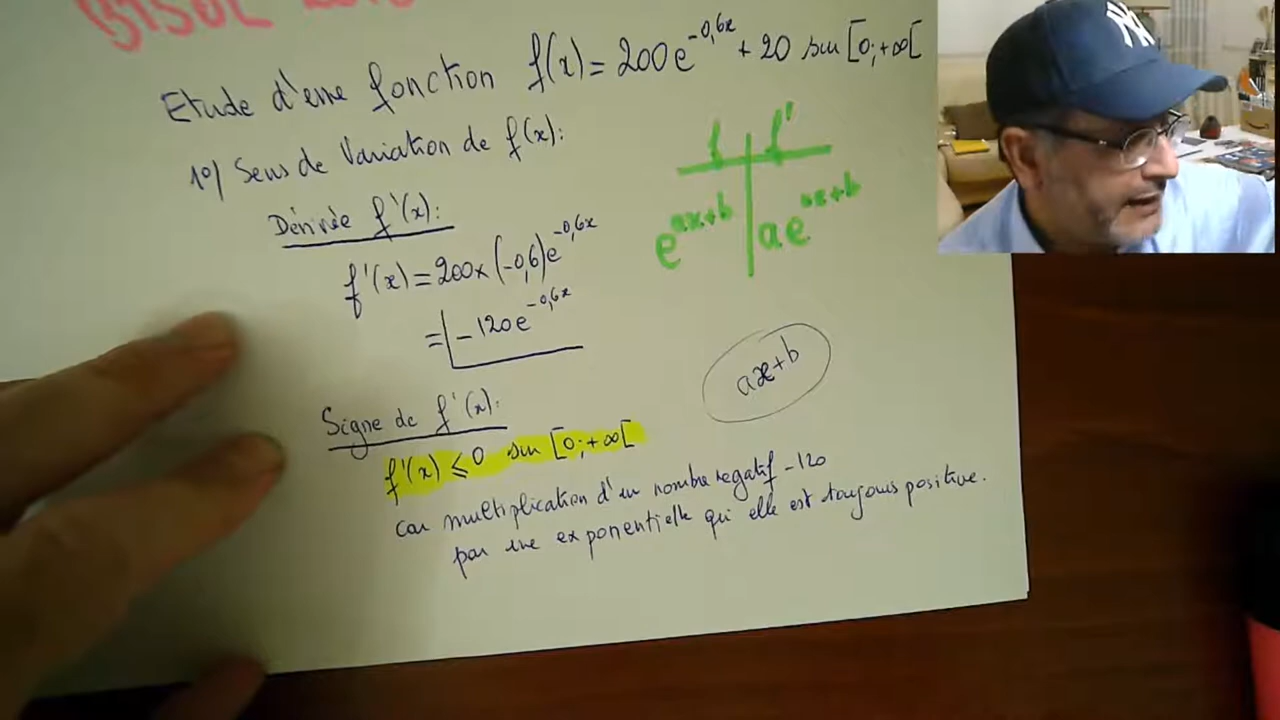 Etude d'une fonction f(x) = 200e^{-0,6x} + 20 sur [0; +∞[
1°/ Sens de Variation de f(x):
f | f'
e^{ax+b} | ae^{ax+b}
Dérivée f'(x):
f'(x) = 200 × (-0,6)e^{-0,6x}
= -120e^{-0,6x}
ax+b
Signe de f'(x):
f'(x) ⩽ 0 sur [0; +∞[
car multiplication d'un nombre negatif -120
par une exponentielle qui elle est toujours positive.
NY